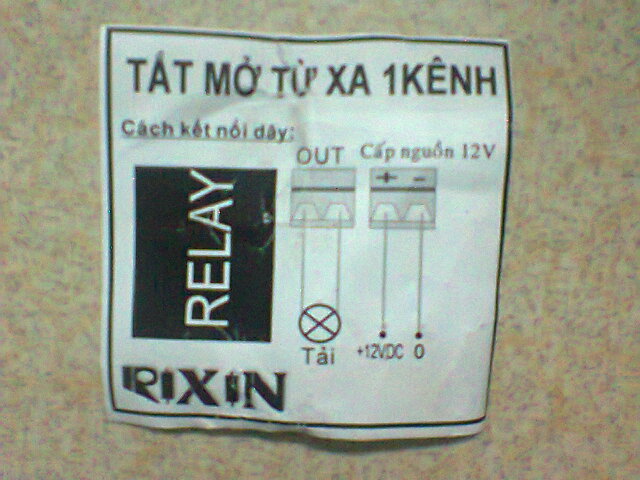 TẮT MỞ TỪ XA 1KÊNH
Cách kết nối dây:
OUT
Cấp nguồn 12V
+ -
RELAY
Tải
+12VDC 0
RIXIN